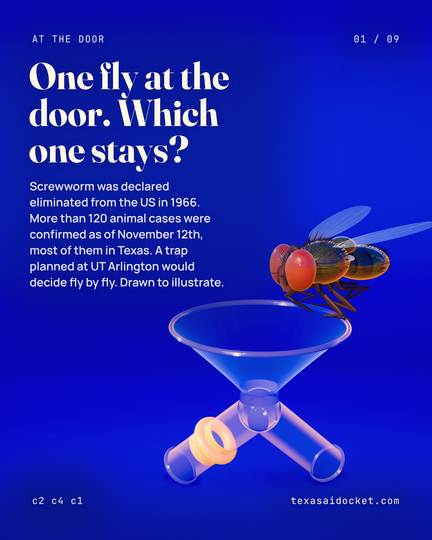 AT THE DOOR
01 / 09
One fly at the
door. Which
one stays?
Screwworm was declared
eliminated from the US in 1966.
More than 120 animal cases were
confirmed as of November 12th,
most of them in Texas. A trap
planned at UT Arlington would
decide fly by fly. Drawn to illustrate.
c2 c4 c1
texasaidocket.com